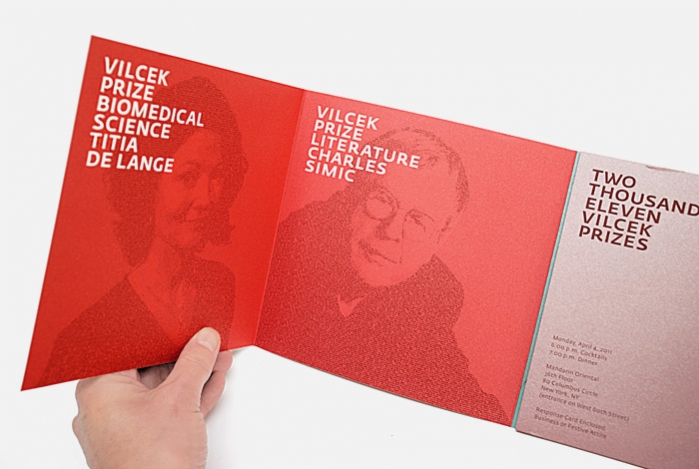 VILCEK
PRIZE
BIOMEDICAL
SCIENCE
TITIA
DE LANGE
VILCEK
PRIZE
LITERATURE
CHARLES
SIMIC
TWO
THOUSAND
ELEVEN
VILCEK
PRIZES
Monday, April 4, 2011
6:00 p.m. Cocktails
7:00 p.m. Dinner
Mandarin Oriental
36th Floor
80 Columbus Circle
New York, NY
(entrance on West 60th Street)
Response Card Enclosed
Business or Festive Attire